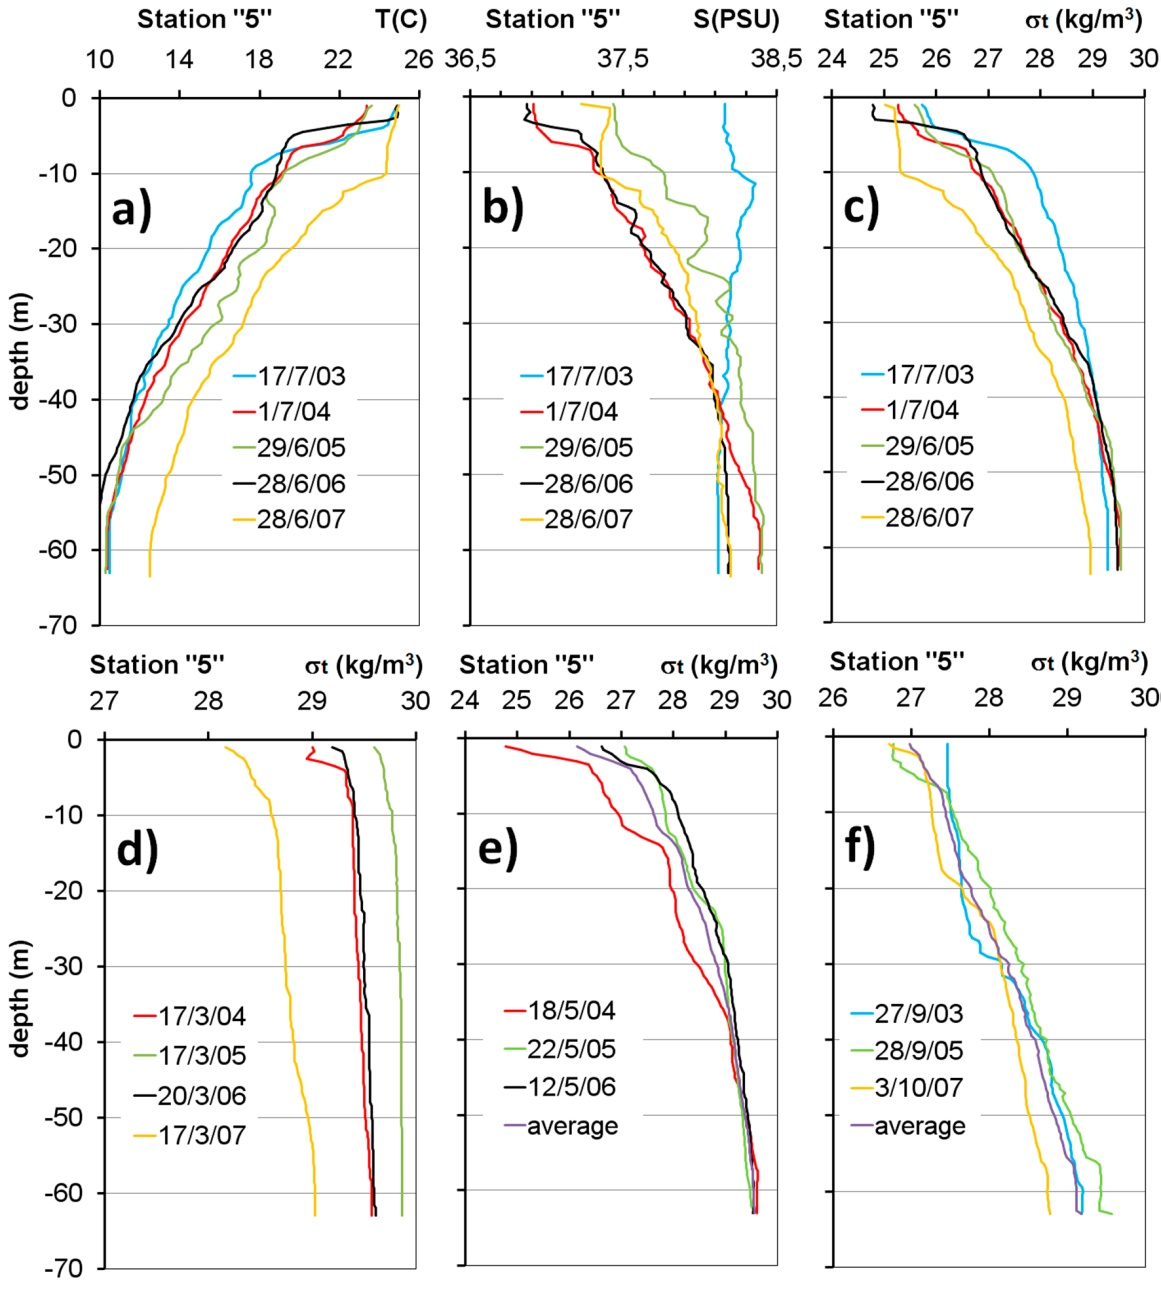 Station "5" T(C) Station "5" S(PSU) Station "5" σt (kg/m³)
10 14 18 22 26 36,5 37,5 38,5 24 25 26 27 28 29 30
0
-10
a) b) c)
-20
depth (m)
-30
17/7/03 17/7/03 17/7/03
-40
1/7/04 1/7/04 1/7/04
29/6/05 29/6/05 29/6/05
-50
28/6/06 28/6/06 28/6/06
28/6/07 28/6/07 28/6/07
-60
-70
Station "5" σt (kg/m³) Station "5" σt (kg/m³) Station "5" σt (kg/m³)
27 28 29 30 24 25 26 27 28 29 30 26 27 28 29 30
0
-10
d) e) f)
-20
depth (m)
-30
17/3/04 18/5/04 27/9/03
-40
17/3/05 22/5/05 28/9/05
20/3/06 12/5/06 3/10/07
-50
17/3/07 average average
-60
-70